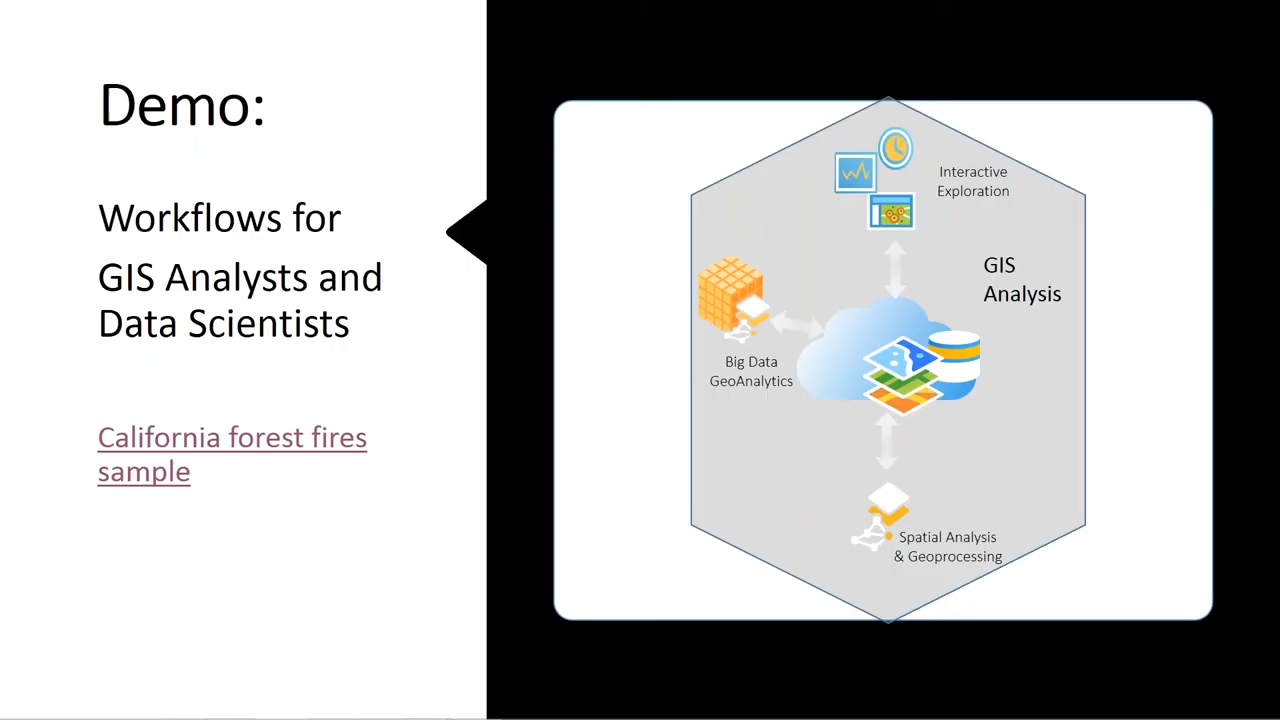 Demo:
Workflows for
GIS Analysts and
Data Scientists
California forest fires
sample
Interactive
Exploration
GIS
Analysis
Big Data
GeoAnalytics
Spatial Analysis
& Geoprocessing